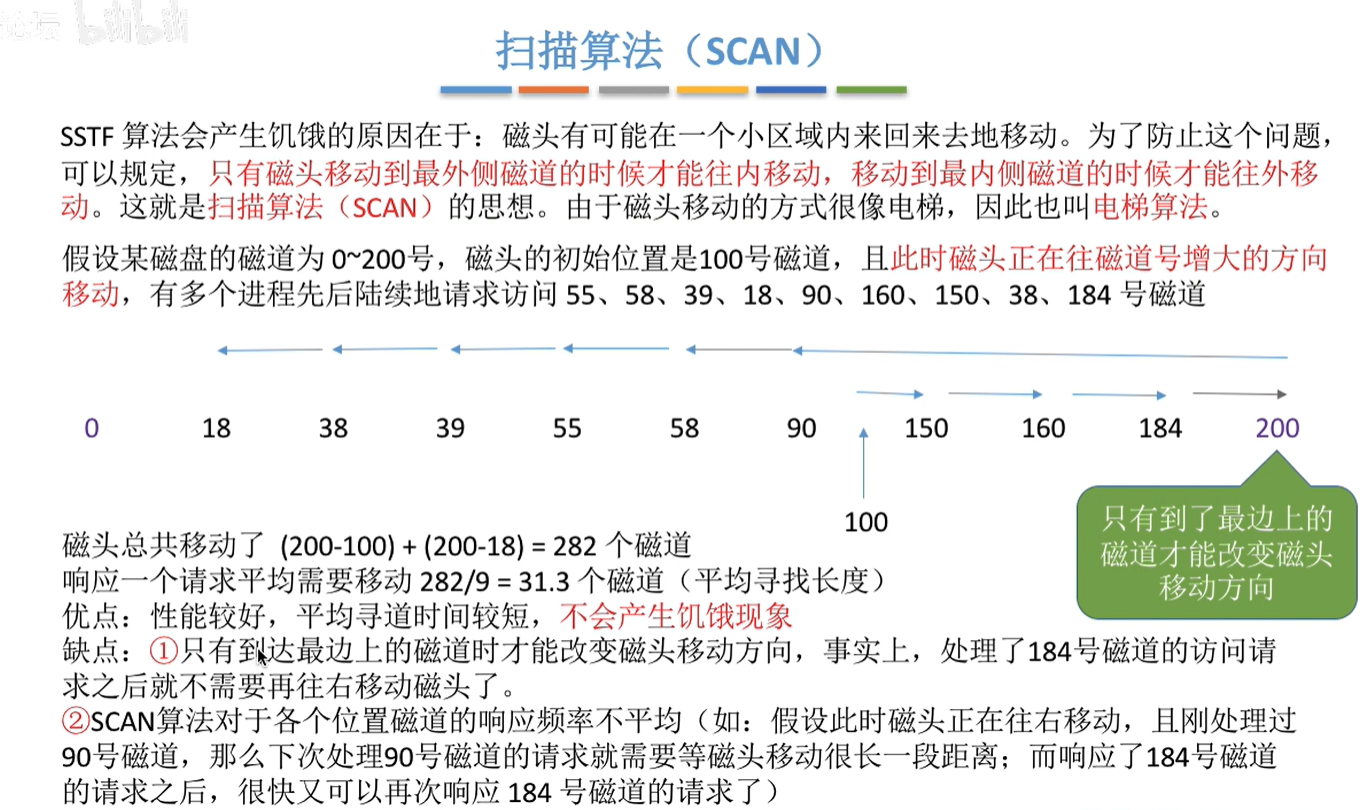 论坛 bilibili
扫描算法（SCAN）
SSTF 算法会产生饥饿的原因在于：磁头有可能在一个小区域内来回来去地移动。为了防止这个问题，
可以规定，只有磁头移动到最外侧磁道的时候才能往内移动，移动到最内侧磁道的时候才能往外移
动。这就是扫描算法（SCAN）的思想。由于磁头移动的方式很像电梯，因此也叫电梯算法。
假设某磁盘的磁道为 0~200号，磁头的初始位置是100号磁道，且此时磁头正在往磁道号增大的方向
移动，有多个进程先后陆续地请求访问 55、58、39、18、90、160、150、38、184 号磁道
0 18 38 39 55 58 90 150 160 184 200
100
只有到了最边上的
磁道才能改变磁头
移动方向
磁头总共移动了 (200-100) + (200-18) = 282 个磁道
响应一个请求平均需要移动 282/9 = 31.3 个磁道（平均寻找长度）
优点：性能较好，平均寻道时间较短，不会产生饥饿现象
缺点：①只有到达最边上的磁道时才能改变磁头移动方向，事实上，处理了184号磁道的访问请
求之后就不需要再往右移动磁头了。
②SCAN算法对于各个位置磁道的响应频率不平均（如：假设此时磁头正在往右移动，且刚处理过
90号磁道，那么下次处理90号磁道的请求就需要等磁头移动很长一段距离；而响应了184号磁道
的请求之后，很快又可以再次响应 184 号磁道的请求了）